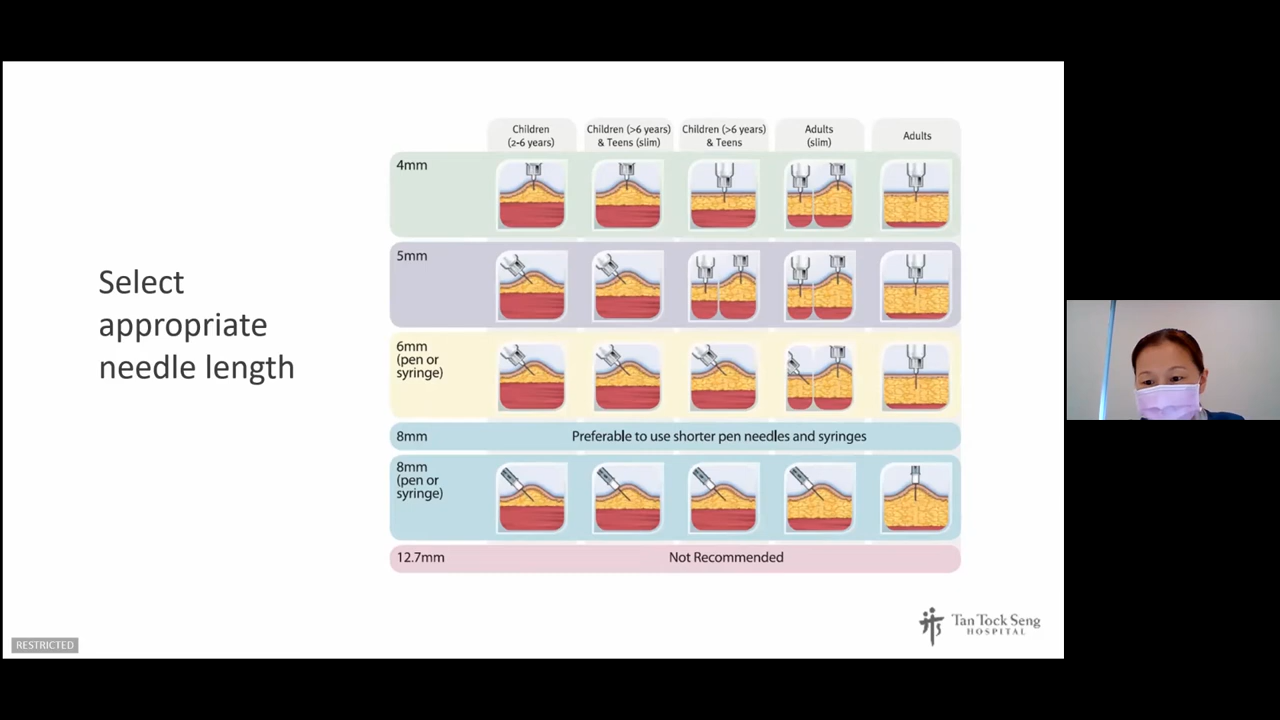 Select
appropriate
needle length
Children
(2-6 years)
Children (>6 years)
& Teens (slim)
Children (>6 years)
& Teens
Adults
(slim)
Adults
4mm
5mm
6mm
(pen or
syringe)
8mm
Preferable to use shorter pen needles and syringes
8mm
(pen or
syringe)
12.7mm
Not Recommended
Tan Tock Seng
HOSPITAL
RESTRICTED